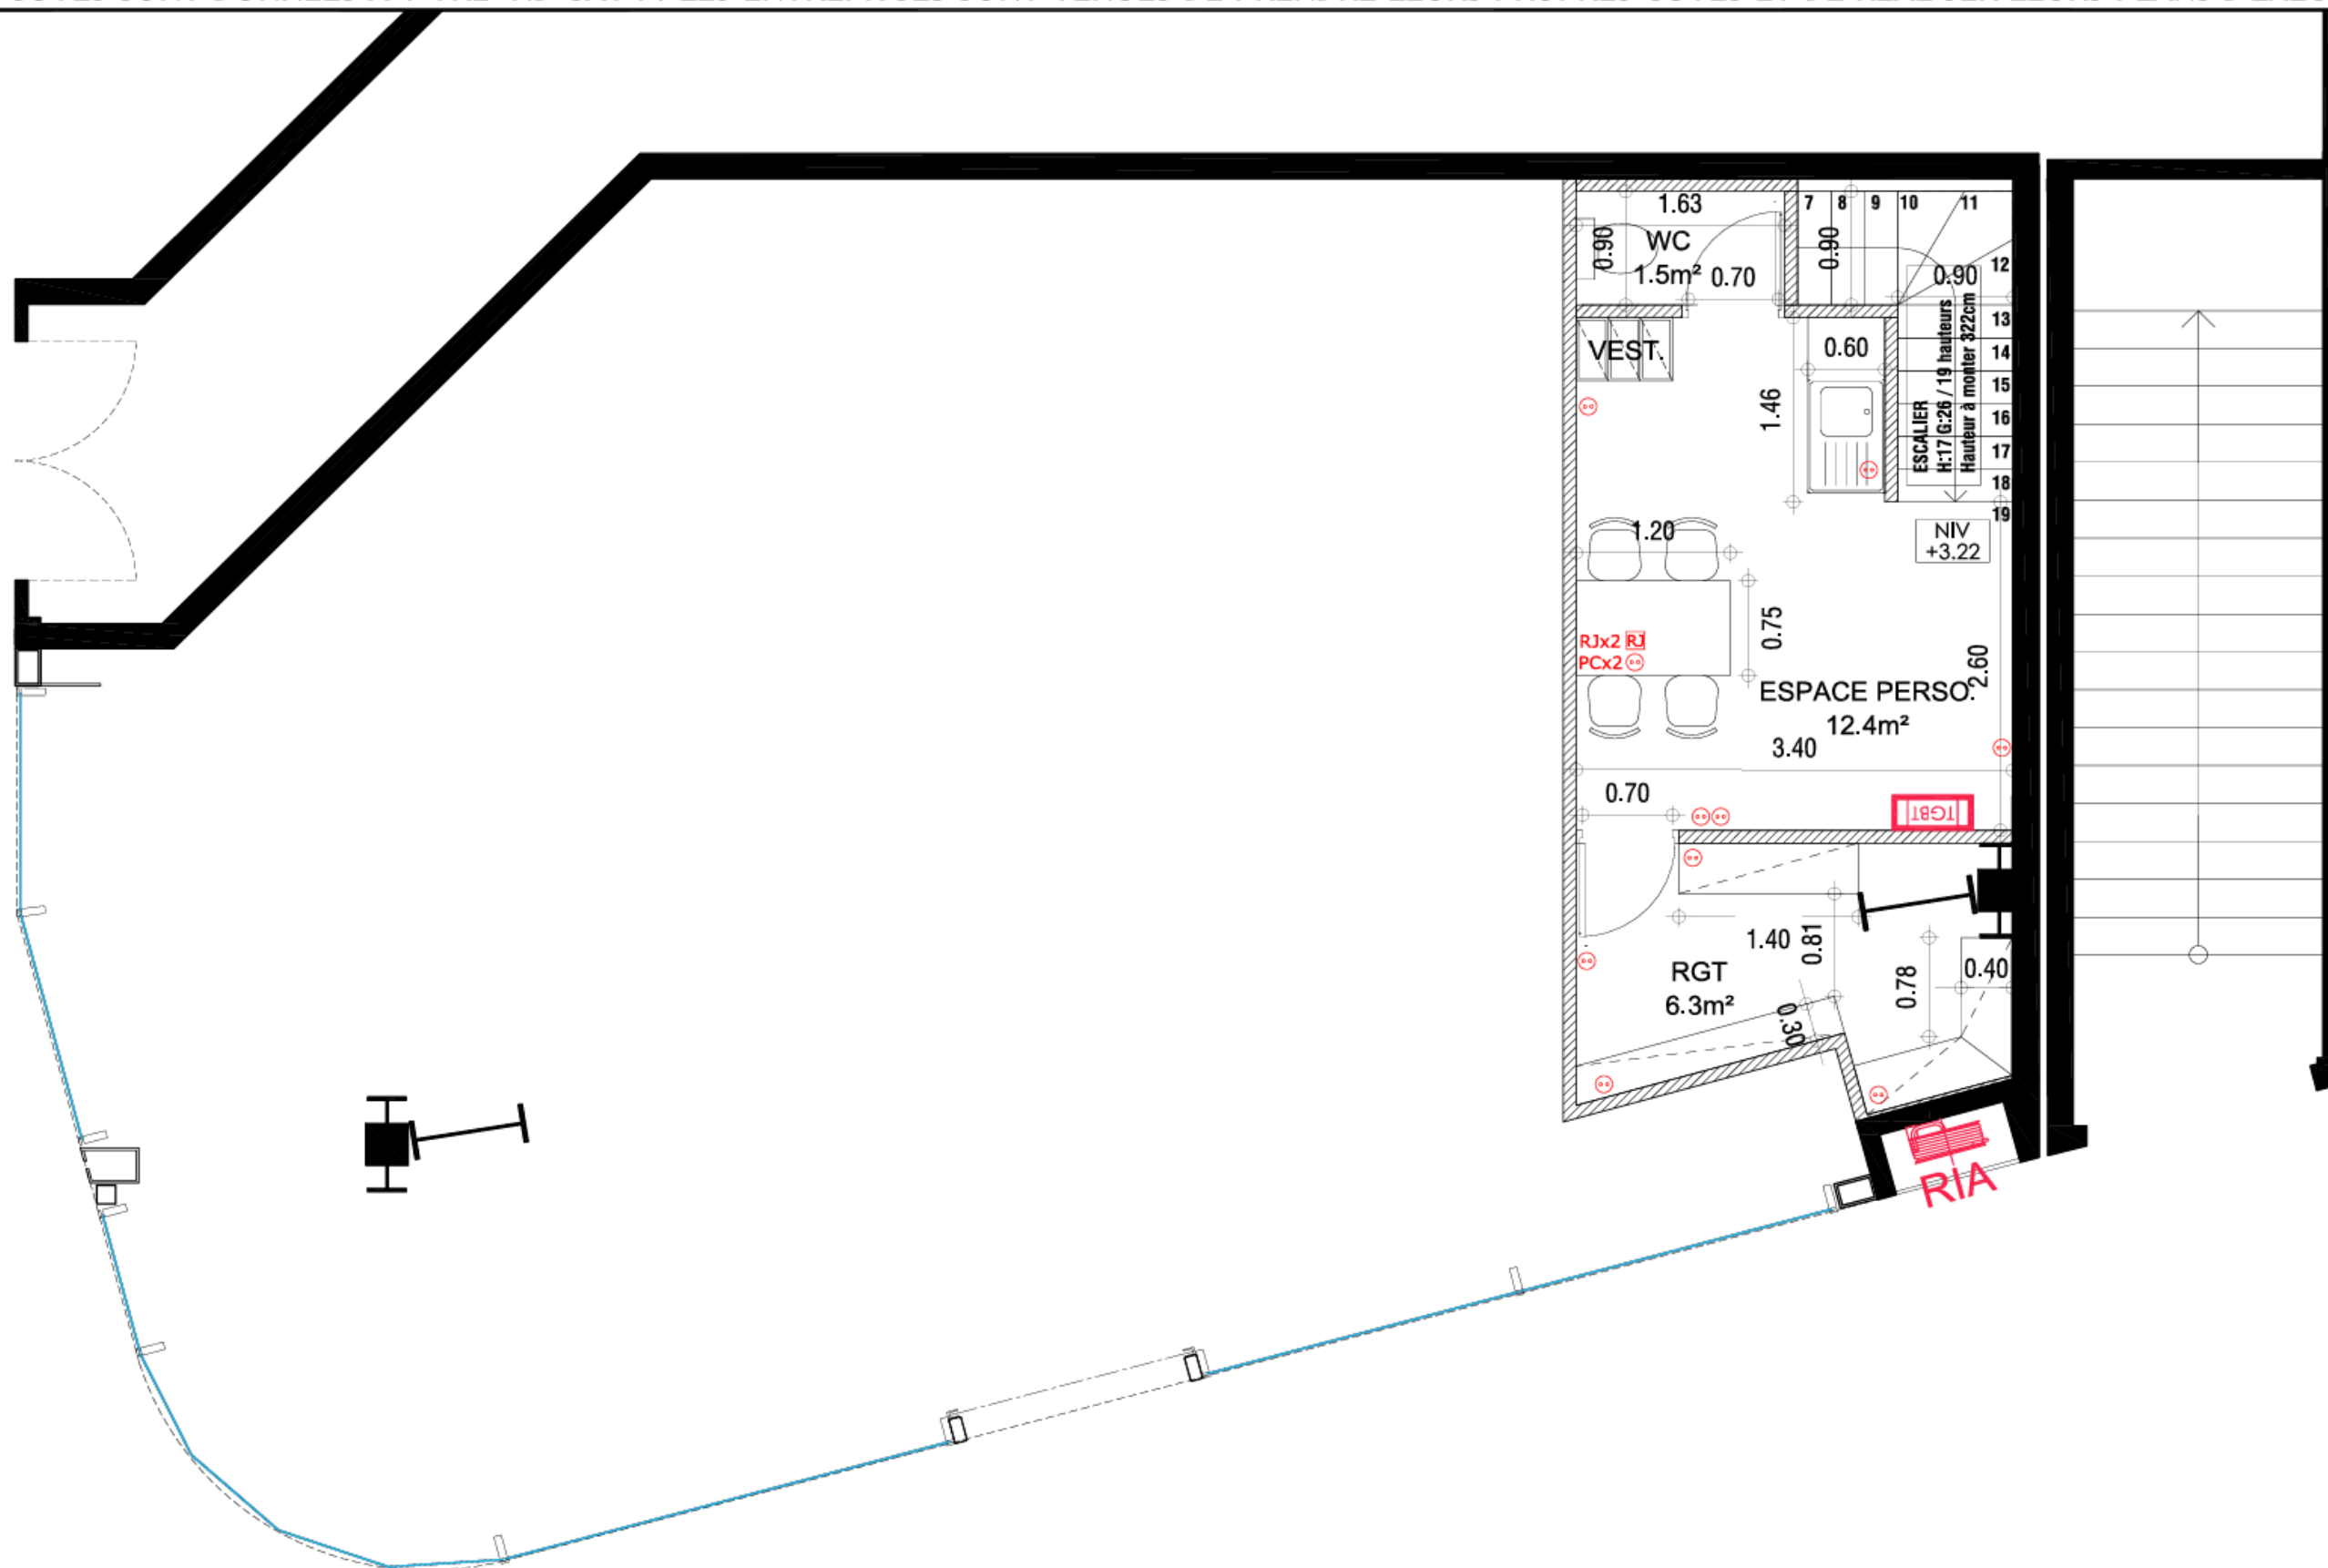 1.63
7 8 9 10 11
0.90
WC
0.90
1.5m² 0.70
0.90
12
13
14
15
16
17
18
19
ESCALIER
H:17 G:26 / 19 hauteurs
Hauteur à monter 322cm
VEST.
0.60
1.46
NIV
+3.22
1.20
0.75
RJx2 RJ
PCx2
2.60
ESPACE PERSO.
12.4m²
3.40
0.70
TGBT
1.40
0.81
RGT
6.3m²
0.78
0.40
0.30
RIA